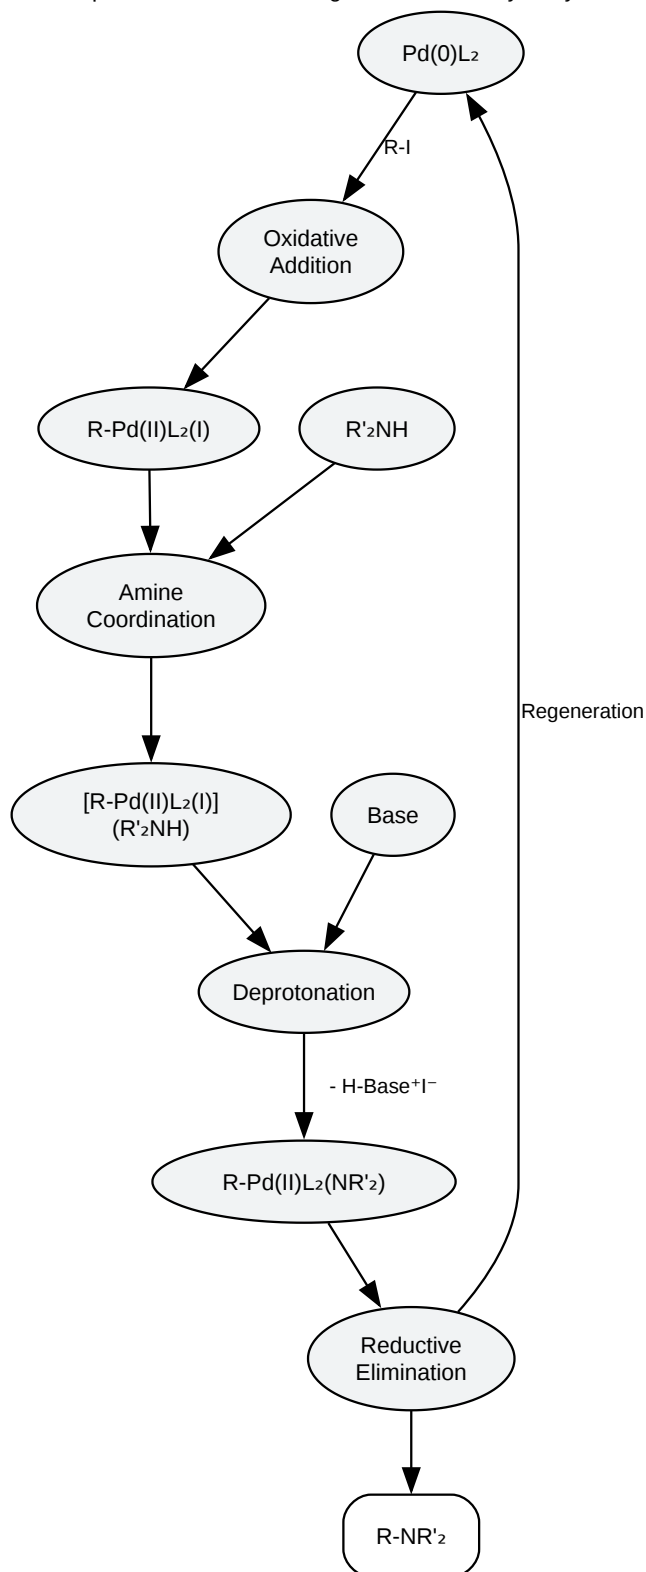 Pd(0)L₂
R-I
Oxidative
Addition
R-Pd(II)L₂(I)
R'₂NH
Amine
Coordination
Regeneration
[R-Pd(II)L₂(I)]
(R'₂NH)
Base
Deprotonation
- H-Base⁺I⁻
R-Pd(II)L₂(NR'₂)
Reductive
Elimination
R-NR'₂